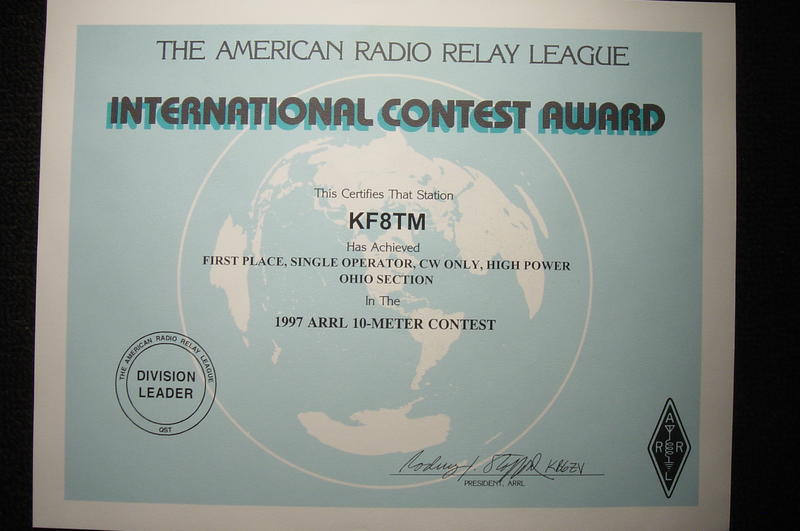 THE AMERICAN RADIO RELAY LEAGUE
INTERNATIONAL CONTEST AWARD
This Certifies That Station
KF8TM
Has Achieved
FIRST PLACE, SINGLE OPERATOR, CW ONLY, HIGH POWER
OHIO SECTION
In The
1997 ARRL 10-METER CONTEST
THE AMERICAN RADIO RELAY LEAGUE
DIVISION
LEADER
QST
KB6ZV
PRESIDENT, ARRL
A
R R
L